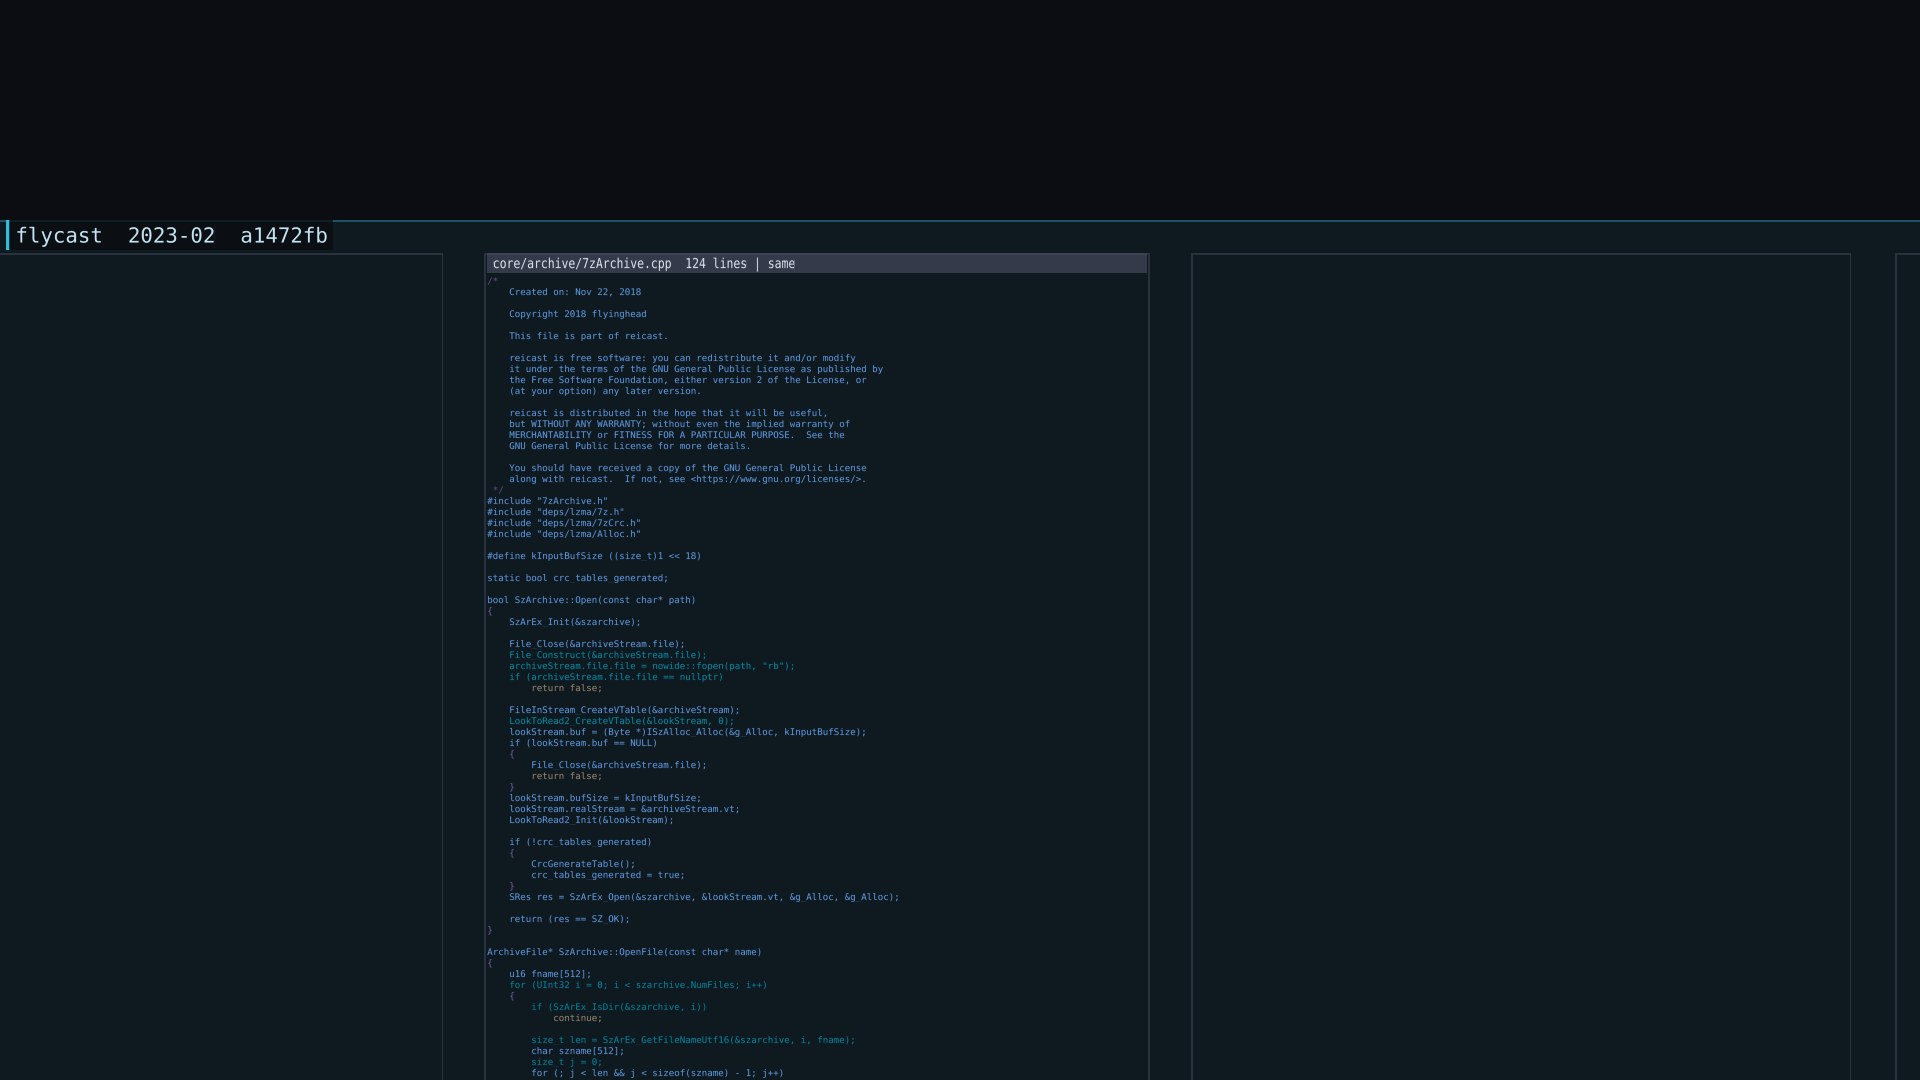 flycast  2023-02  a1472fb
core/archive/7zArchive.cpp  124 lines | same
/*
    Created on: Nov 22, 2018

    Copyright 2018 flyinghead

    This file is part of reicast.

    reicast is free software: you can redistribute it and/or modify
    it under the terms of the GNU General Public License as published by
    the Free Software Foundation, either version 2 of the License, or
    (at your option) any later version.

    reicast is distributed in the hope that it will be useful,
    but WITHOUT ANY WARRANTY; without even the implied warranty of
    MERCHANTABILITY or FITNESS FOR A PARTICULAR PURPOSE.  See the
    GNU General Public License for more details.

    You should have received a copy of the GNU General Public License
    along with reicast.  If not, see <https://www.gnu.org/licenses/>.
 */
#include "7zArchive.h"
#include "deps/lzma/7z.h"
#include "deps/lzma/7zCrc.h"
#include "deps/lzma/Alloc.h"

#define kInputBufSize ((size_t)1 << 18)

static bool crc_tables_generated;

bool SzArchive::Open(const char* path)
{
    SzArEx_Init(&szarchive);

    File_Close(&archiveStream.file);
    File_Construct(&archiveStream.file);
    archiveStream.file.file = nowide::fopen(path, "rb");
    if (archiveStream.file.file == nullptr)
        return false;

    FileInStream_CreateVTable(&archiveStream);
    LookToRead2_CreateVTable(&lookStream, 0);
    lookStream.buf = (Byte *)ISzAlloc_Alloc(&g_Alloc, kInputBufSize);
    if (lookStream.buf == NULL)
    {
        File_Close(&archiveStream.file);
        return false;
    }
    lookStream.bufSize = kInputBufSize;
    lookStream.realStream = &archiveStream.vt;
    LookToRead2_Init(&lookStream);

    if (!crc_tables_generated)
    {
        CrcGenerateTable();
        crc_tables_generated = true;
    }
    SRes res = SzArEx_Open(&szarchive, &lookStream.vt, &g_Alloc, &g_Alloc);

    return (res == SZ_OK);
}

ArchiveFile* SzArchive::OpenFile(const char* name)
{
    u16 fname[512];
    for (UInt32 i = 0; i < szarchive.NumFiles; i++)
    {
        if (SzArEx_IsDir(&szarchive, i))
            continue;

        size_t len = SzArEx_GetFileNameUtf16(&szarchive, i, fname);
        char szname[512];
        size_t j = 0;
        for (; j < len && j < sizeof(szname) - 1; j++)